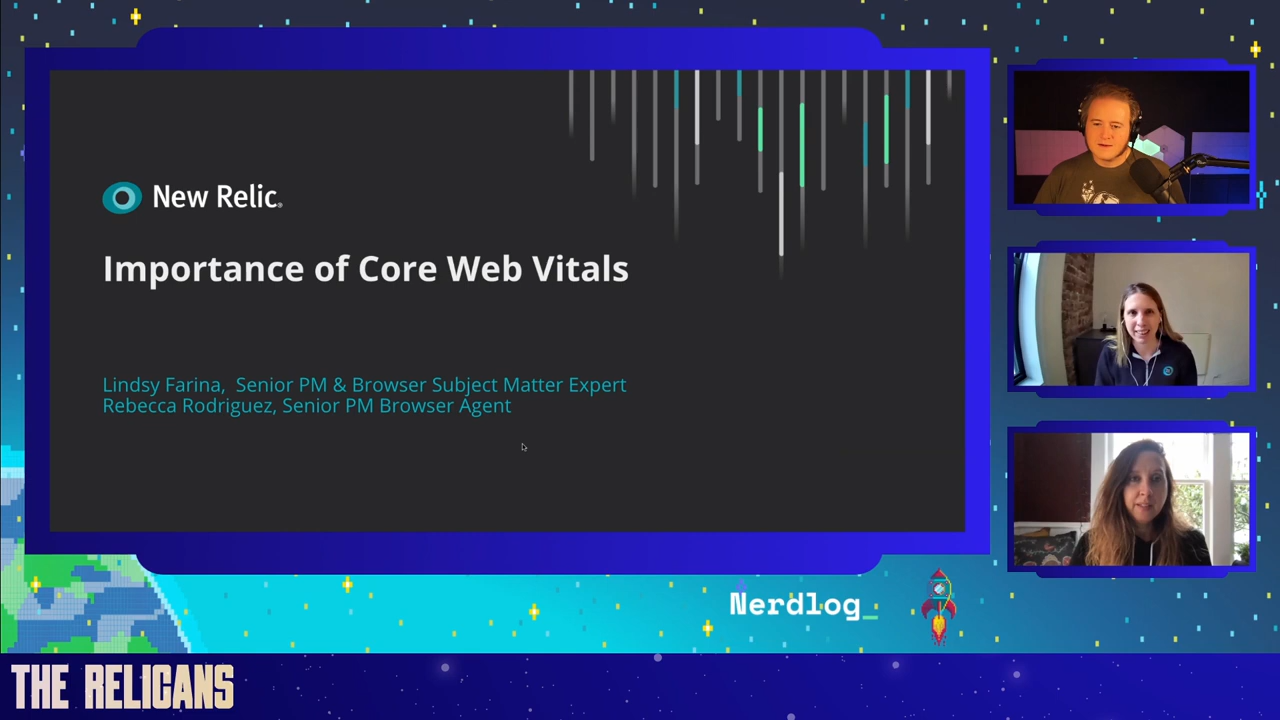 New Relic®
Importance of Core Web Vitals
Lindsy Farina,  Senior PM & Browser Subject Matter Expert
Rebecca Rodriguez, Senior PM Browser Agent
Nerdlog_
THE RELICANS